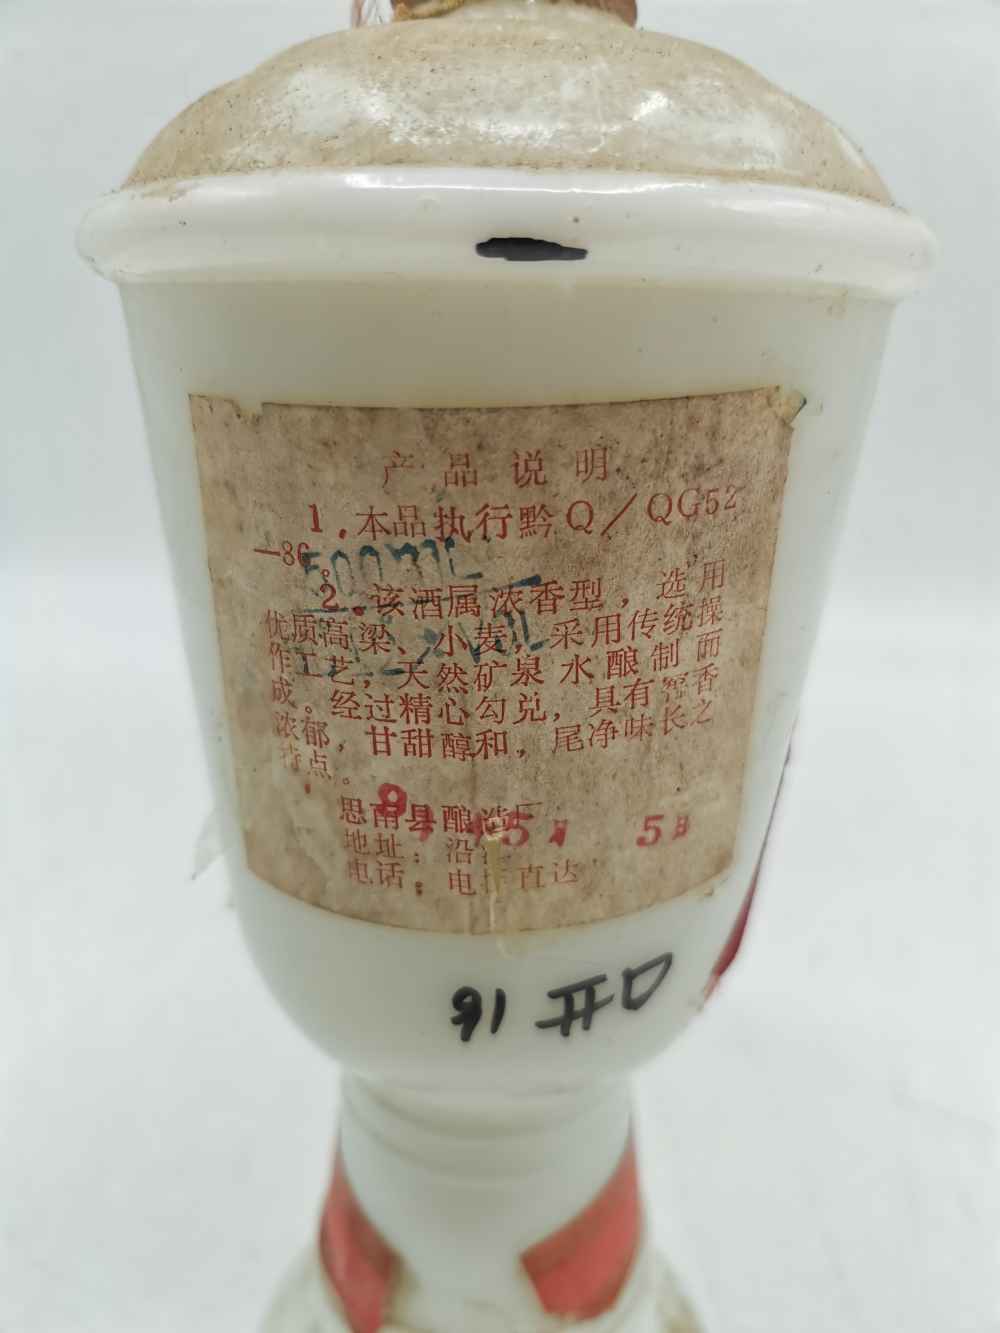 产品说明
1.本品执行黔Q／QG52
—86。
500ML
2.该酒属浓香型，选用
优质高梁、小麦，采用传统操
作工艺，天然矿泉水酿制而
成。经过精心勾兑，具有窖香
浓郁，甘甜醇和，尾净味长之
特点。
思南县酿造厂
5月 5日
地址：沿
电话：电 直达
91 开口